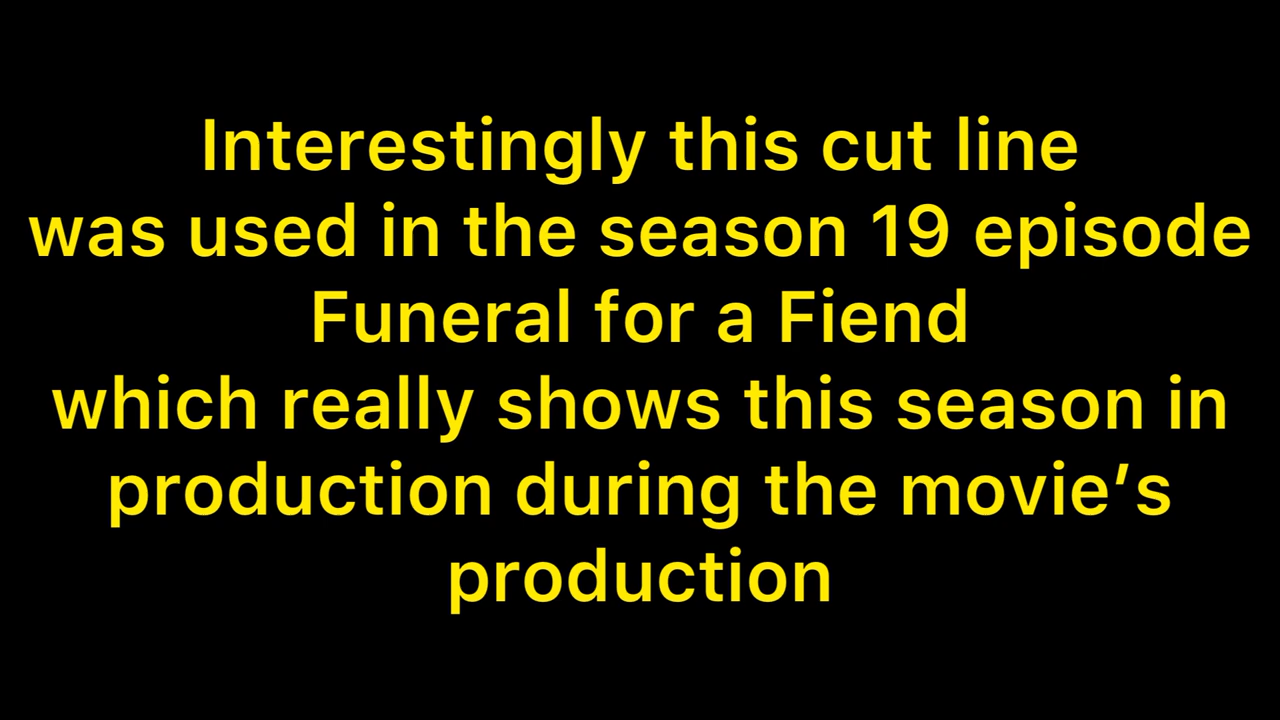 Interestingly this cut line
was used in the season 19 episode
Funeral for a Fiend
which really shows this season in
production during the movie’s
production